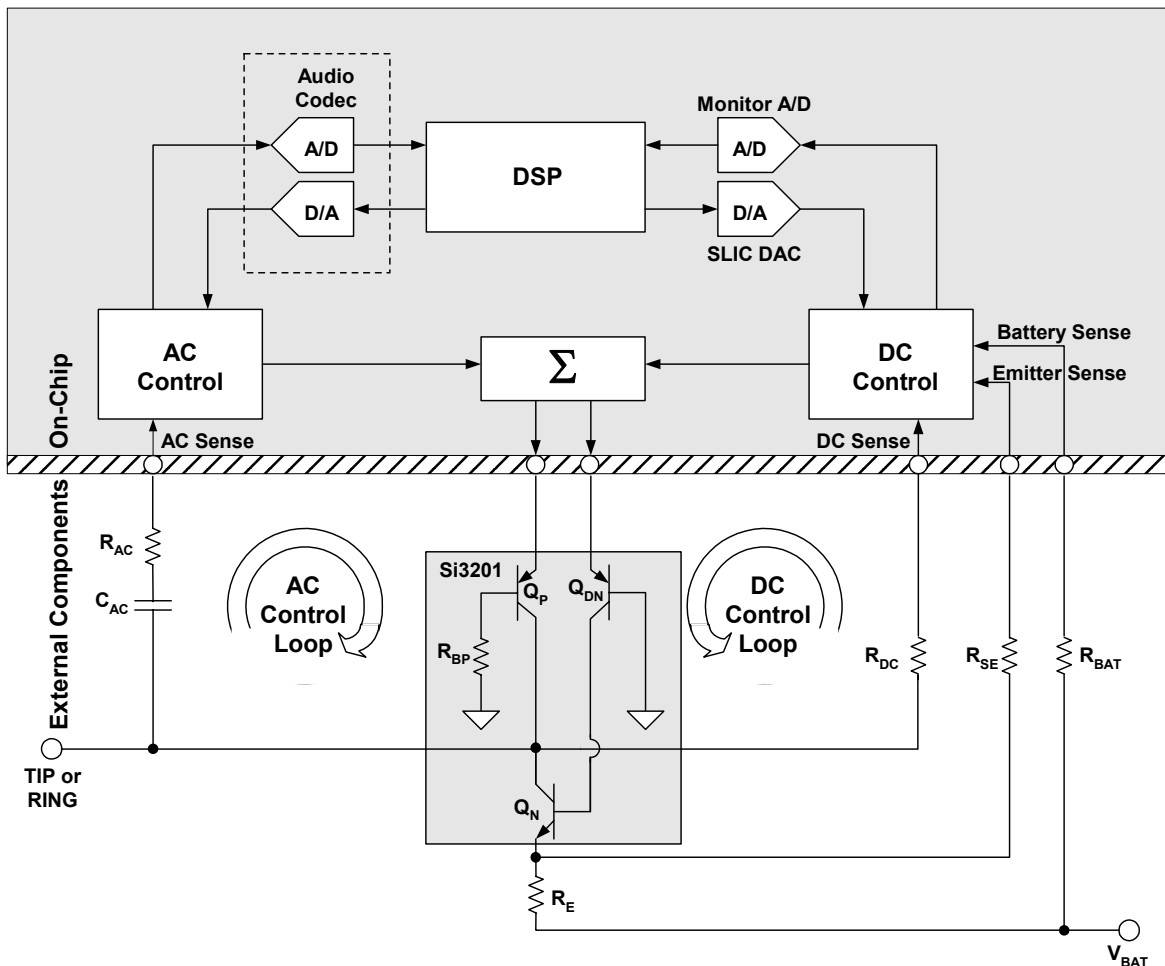 Audio
Codec
Monitor A/D
A/D
DSP
A/D
D/A
D/A
SLIC DAC
AC
Control
Σ
DC
Control
Battery Sense
Emitter Sense
On-Chip
AC Sense
DC Sense
External Components
R_AC
C_AC
AC
Control
Loop
Si3201
Q_P
Q_DN
R_BP
DC
Control
Loop
R_DC
R_SE
R_BAT
TIP or
RING
Q_N
R_E
V_BAT